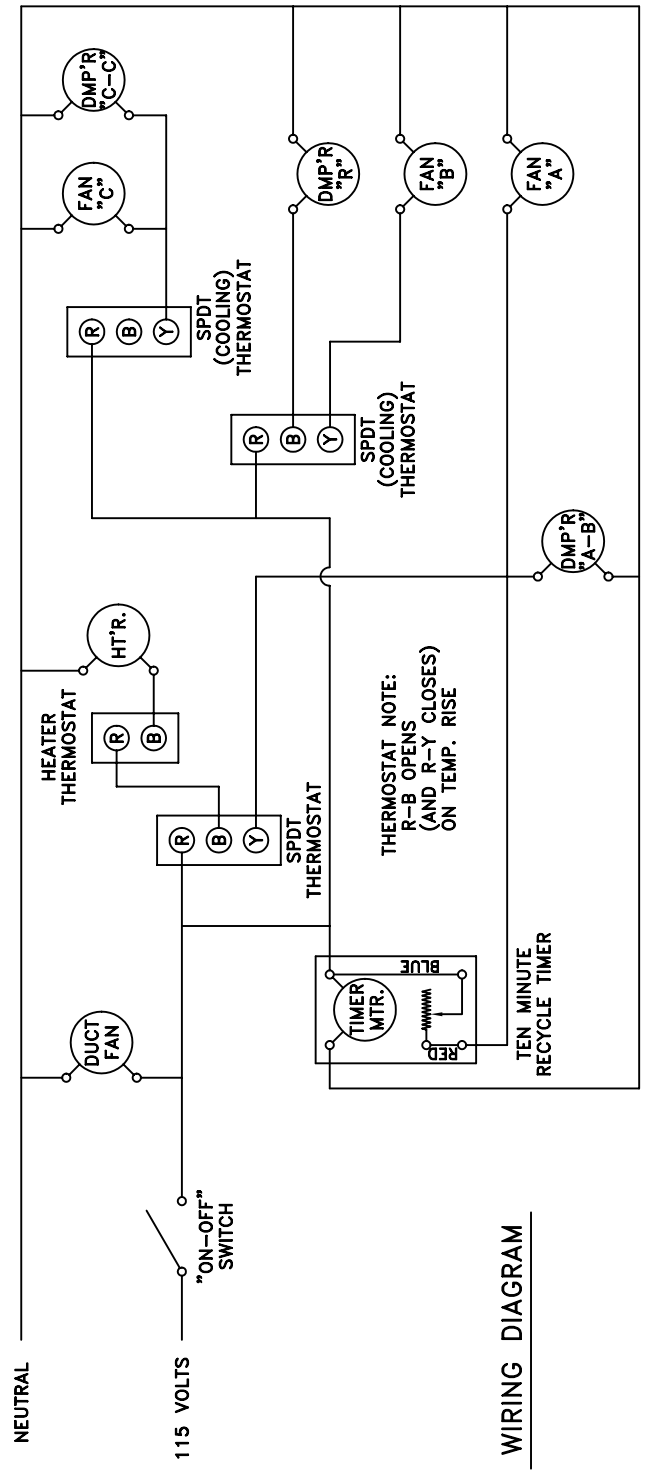 NEUTRAL
115 VOLTS
"ON-OFF"
SWITCH
DUCT
FAN
HEATER
THERMOSTAT
R
B
HT'R.
R
B
Y
SPDT
THERMOSTAT
R
B
Y
SPDT
(COOLING)
THERMOSTAT
FAN
"C"
DMP'R
"C-C"
R
B
Y
SPDT
(COOLING)
THERMOSTAT
DMP'R
"R"
FAN
"B"
FAN
"A"
DMP'R
"A-B"
THERMOSTAT NOTE:
R-B OPENS
(AND R-Y CLOSES)
ON TEMP. RISE
TIMER
MTR.
BLUE
RED
TEN MINUTE
RECYCLE TIMER
WIRING DIAGRAM